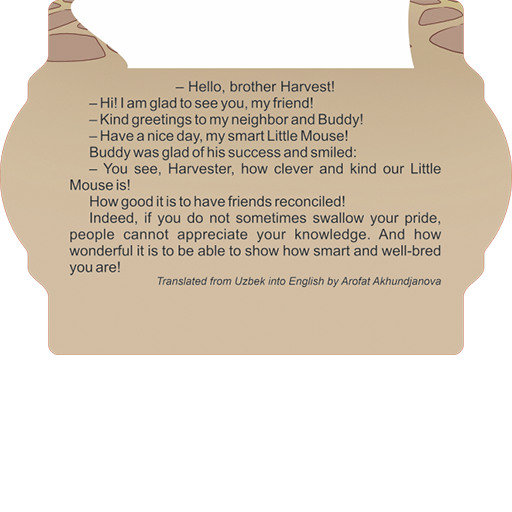 – Hello, brother Harvest!
– Hi! I am glad to see you, my friend!
– Kind greetings to my neighbor and Buddy!
– Have a nice day, my smart Little Mouse!
Buddy was glad of his success and smiled:
– You see, Harvester, how clever and kind our Little
Mouse is!
How good it is to have friends reconciled!
Indeed, if you do not sometimes swallow your pride,
people cannot appreciate your knowledge. And how
wonderful it is to be able to show how smart and well-bred
you are!
Translated from Uzbek into English by Arofat Akhundjanova